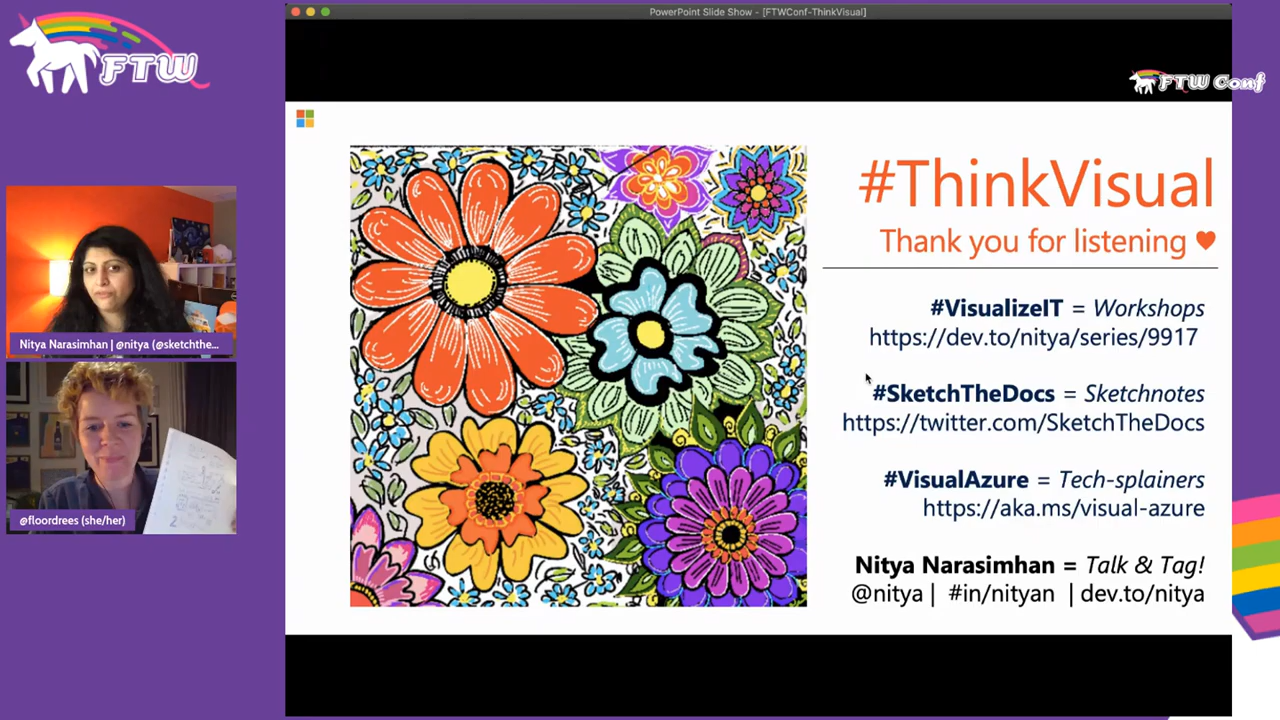 PowerPoint Slide Show - [FTWConf-ThinkVisual]
FTW
FTW Conf
#ThinkVisual
Thank you for listening
#VisualizeIT = Workshops
https://dev.to/nitya/series/9917
#SketchTheDocs = Sketchnotes
https://twitter.com/SketchTheDocs
#VisualAzure = Tech-splainers
https://aka.ms/visual-azure
Nitya Narasimhan = Talk & Tag!
@nitya | #in/nityan | dev.to/nitya
Nitya Narasimhan | @nitya (@sketchthe...
@floordrees (she/her)
2